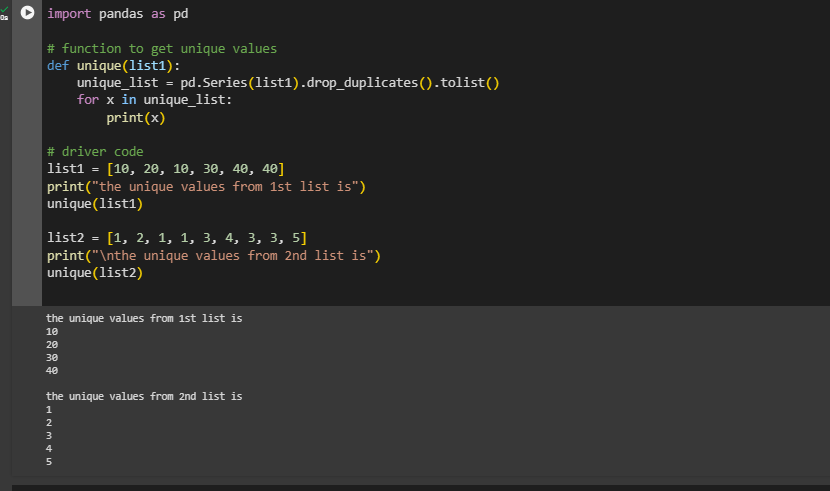 0s
import pandas as pd
# function to get unique values
def unique(list1):
    unique_list = pd.Series(list1).drop_duplicates().tolist()
    for x in unique_list:
        print(x)
# driver code
list1 = [10, 20, 10, 30, 40, 40]
print("the unique values from 1st list is")
unique(list1)
list2 = [1, 2, 1, 1, 3, 4, 3, 3, 5]
print("\nthe unique values from 2nd list is")
unique(list2)
the unique values from 1st list is
10
20
30
40
the unique values from 2nd list is
1
2
3
4
5